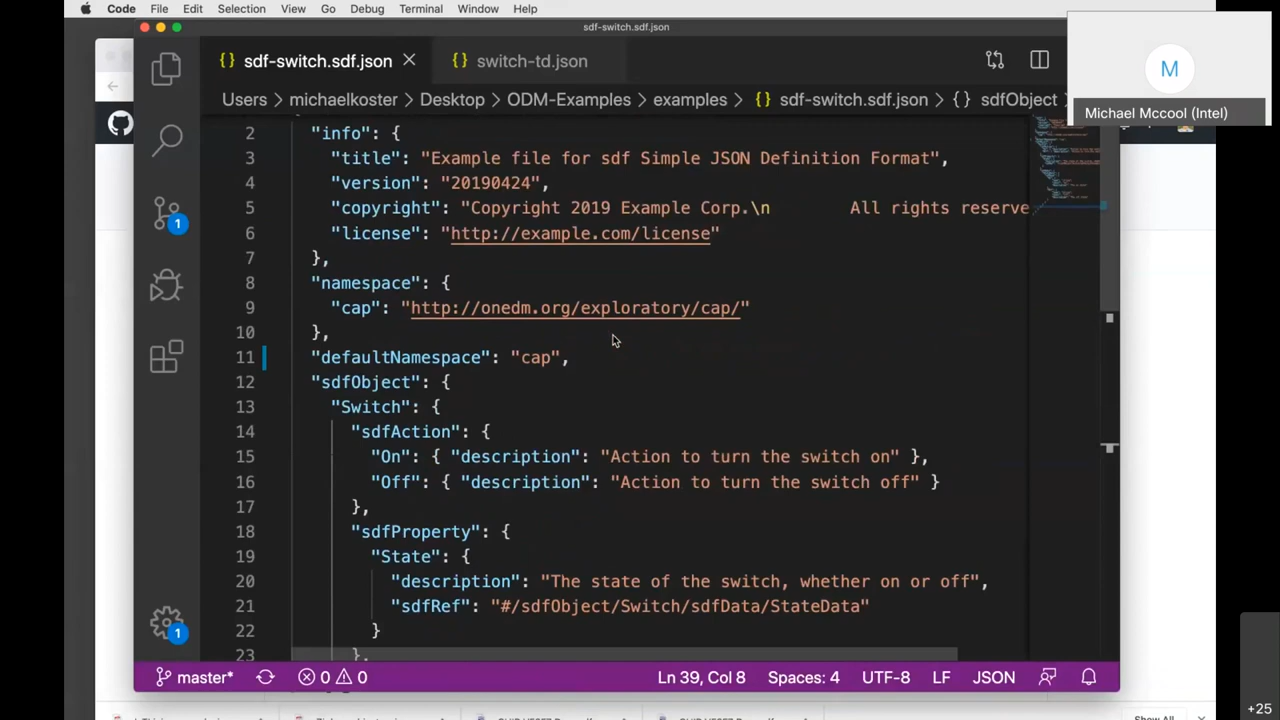 Code File Edit Selection View Go Debug Terminal Window Help
sdf-switch.sdf.json
{} sdf-switch.sdf.json {} switch-td.json
M
Michael Mccool (Intel)
Users > michaelkoster > Desktop > ODM-Examples > examples > {} sdf-switch.sdf.json > {} sdfObject >
2 "info": {
3 "title": "Example file for sdf Simple JSON Definition Format",
4 "version": "20190424",
5 "copyright": "Copyright 2019 Example Corp.\n All rights reserve
6 "license": "http://example.com/license"
7 },
8 "namespace": {
9 "cap": "http://onedm.org/exploratory/cap/"
10 },
11 "defaultNamespace": "cap",
12 "sdfObject": {
13 "Switch": {
14 "sdfAction": {
15 "On": { "description": "Action to turn the switch on" },
16 "Off": { "description": "Action to turn the switch off" }
17 },
18 "sdfProperty": {
19 "State": {
20 "description": "The state of the switch, whether on or off",
21 "sdfRef": "#/sdfObject/Switch/sdfData/StateData"
22 }
23 },
1
1
master* 0 0 Ln 39, Col 8 Spaces: 4 UTF-8 LF JSON
+25